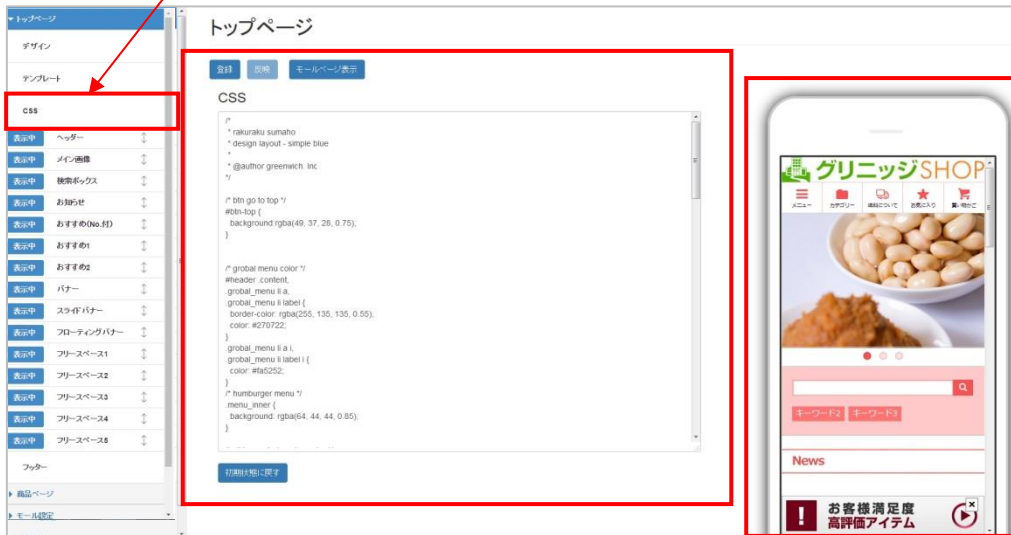 トップページ
デザイン
テンプレート
CSS
表示中 ヘッダー
表示中 メイン画像
表示中 検索ボックス
表示中 お知らせ
表示中 おすすめ(No.付)
表示中 おすすめ1
表示中 おすすめ2
表示中 バナー
表示中 スライドバナー
表示中 フローティングバナー
表示中 フリースペース1
表示中 フリースペース2
表示中 フリースペース3
表示中 フリースペース4
表示中 フリースペース5
フッター
商品ページ
モール設定
トップページ
登録 反映 モールページ表示
CSS
/*
* rakuraku sumaho
* design layout - simple blue
*
* @author greenwich. Inc
*/
/* btn go to top */
#btn-top {
background:rgba(49, 37, 26, 0.75);
}
/* grobal menu color */
#header .content,
.grobal_menu li a,
.grobal_menu li label {
border-color: rgba(255, 135, 135, 0.55);
color: #270722;
}
.grobal_menu li a i,
.grobal_menu li label i {
color: #fa5252;
}
/* humburger menu */
.menu_inner {
background: rgba(64, 44, 44, 0.85);
}
初期状態に戻す
グリニッジSHOP
メニュー カテゴリー 送料について お気に入り 買い物かご
キーワード2 キーワード3
News
! お客様満足度
高評価アイテム